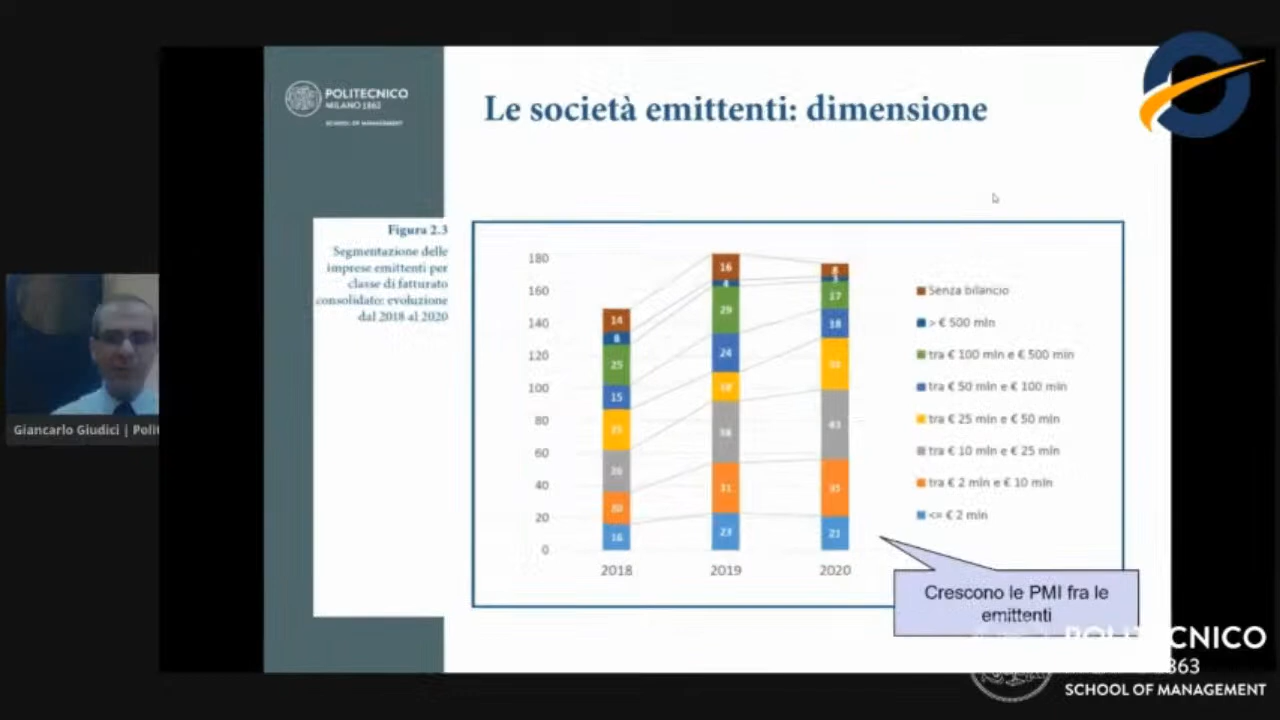 POLITECNICO
MILANO 1863
SCHOOL OF MANAGEMENT
Le società emittenti: dimensione
Figura 2.3
Segmentazione delle
imprese emittenti per
classe di fatturato
consolidato: evoluzione
dal 2018 al 2020
180
160
140
120
100
80
60
40
20
0
14
8
25
15
25
26
20
16
16
4
29
24
18
38
31
23
8
3
17
18
32
43
35
21
2018
2019
2020
Senza bilancio
> € 500 mln
tra € 100 mln e € 500 mln
tra € 50 mln e € 100 mln
tra € 25 mln e € 50 mln
tra € 10 mln e € 25 mln
tra € 2 mln e € 10 mln
<= € 2 mln
Crescono le PMI fra le
emittenti
Giancarlo Giudici | Polit
POLITECNICO
1863
SCHOOL OF MANAGEMENT